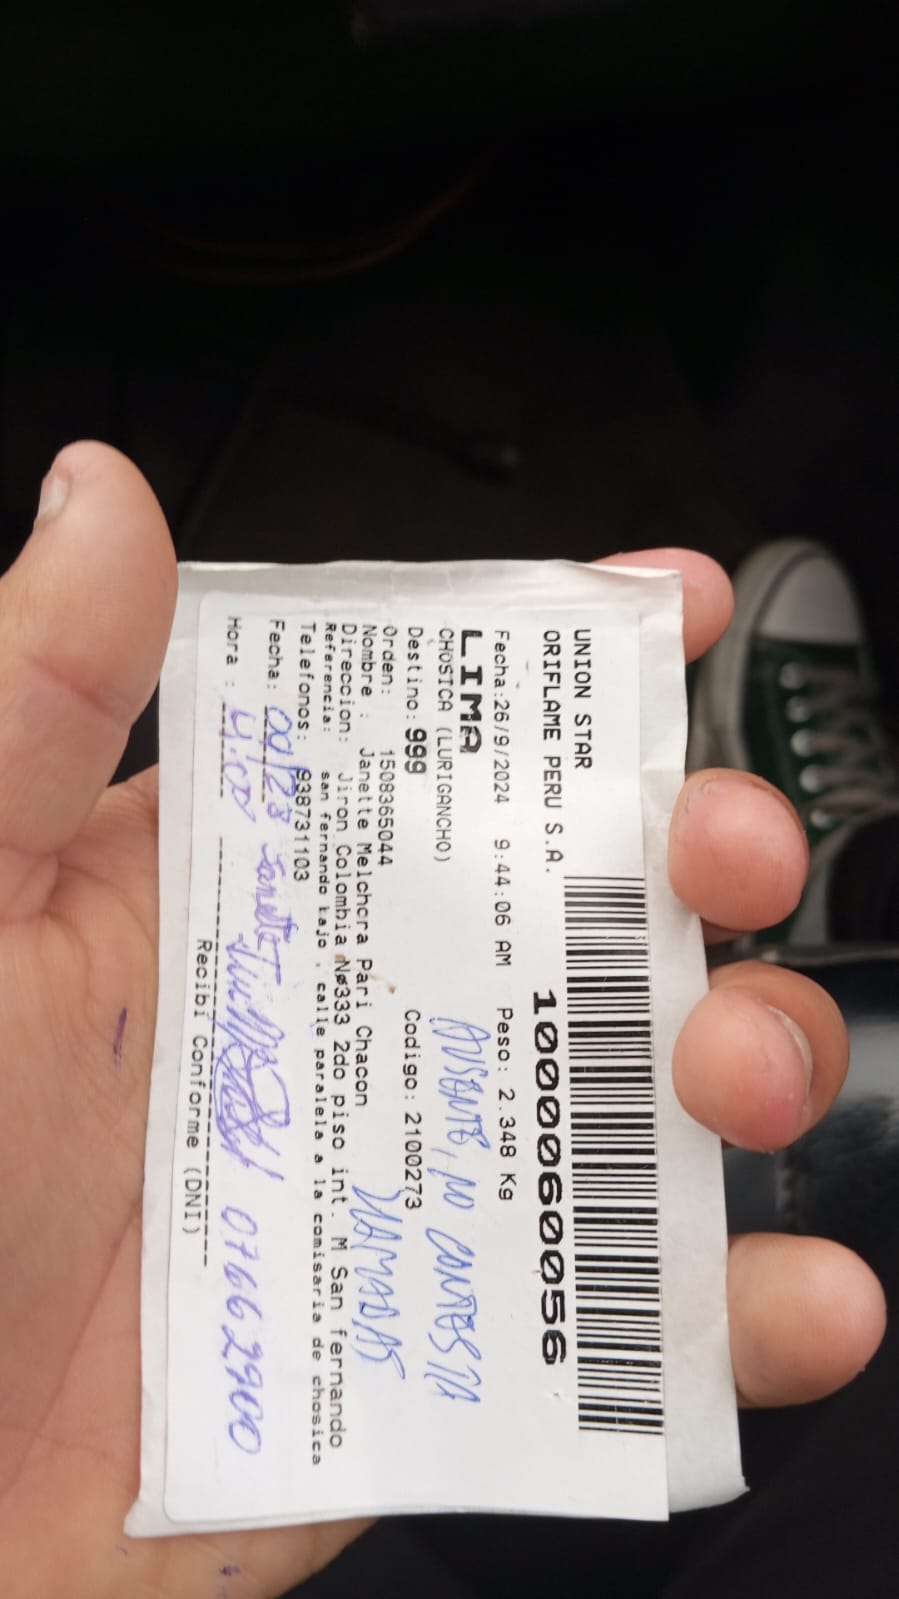 UNION STAR
ORIFLAME PERU S.A.
1000060056
Fecha:26/9/2024 9:44:06 AM Peso: 2.348 Kg
LIMA
CHOSICA (LURIGANCHO)
AUSENTE, NO CONTESTA
Destino: 999 Codigo: 2100273
LLAMADAS
Orden: 1508365044
Nombre : Janette Melchora Pari Chacon
Direccion: Jiron Colombia Nø333 2do piso int. M San fernando
Referencia: san fernando bajo , calle paralela a la comisaria de chosica
Telefonos: 938731103
Fecha:
Hora : 4:00 07662900
Recibi Conforme (DNI)